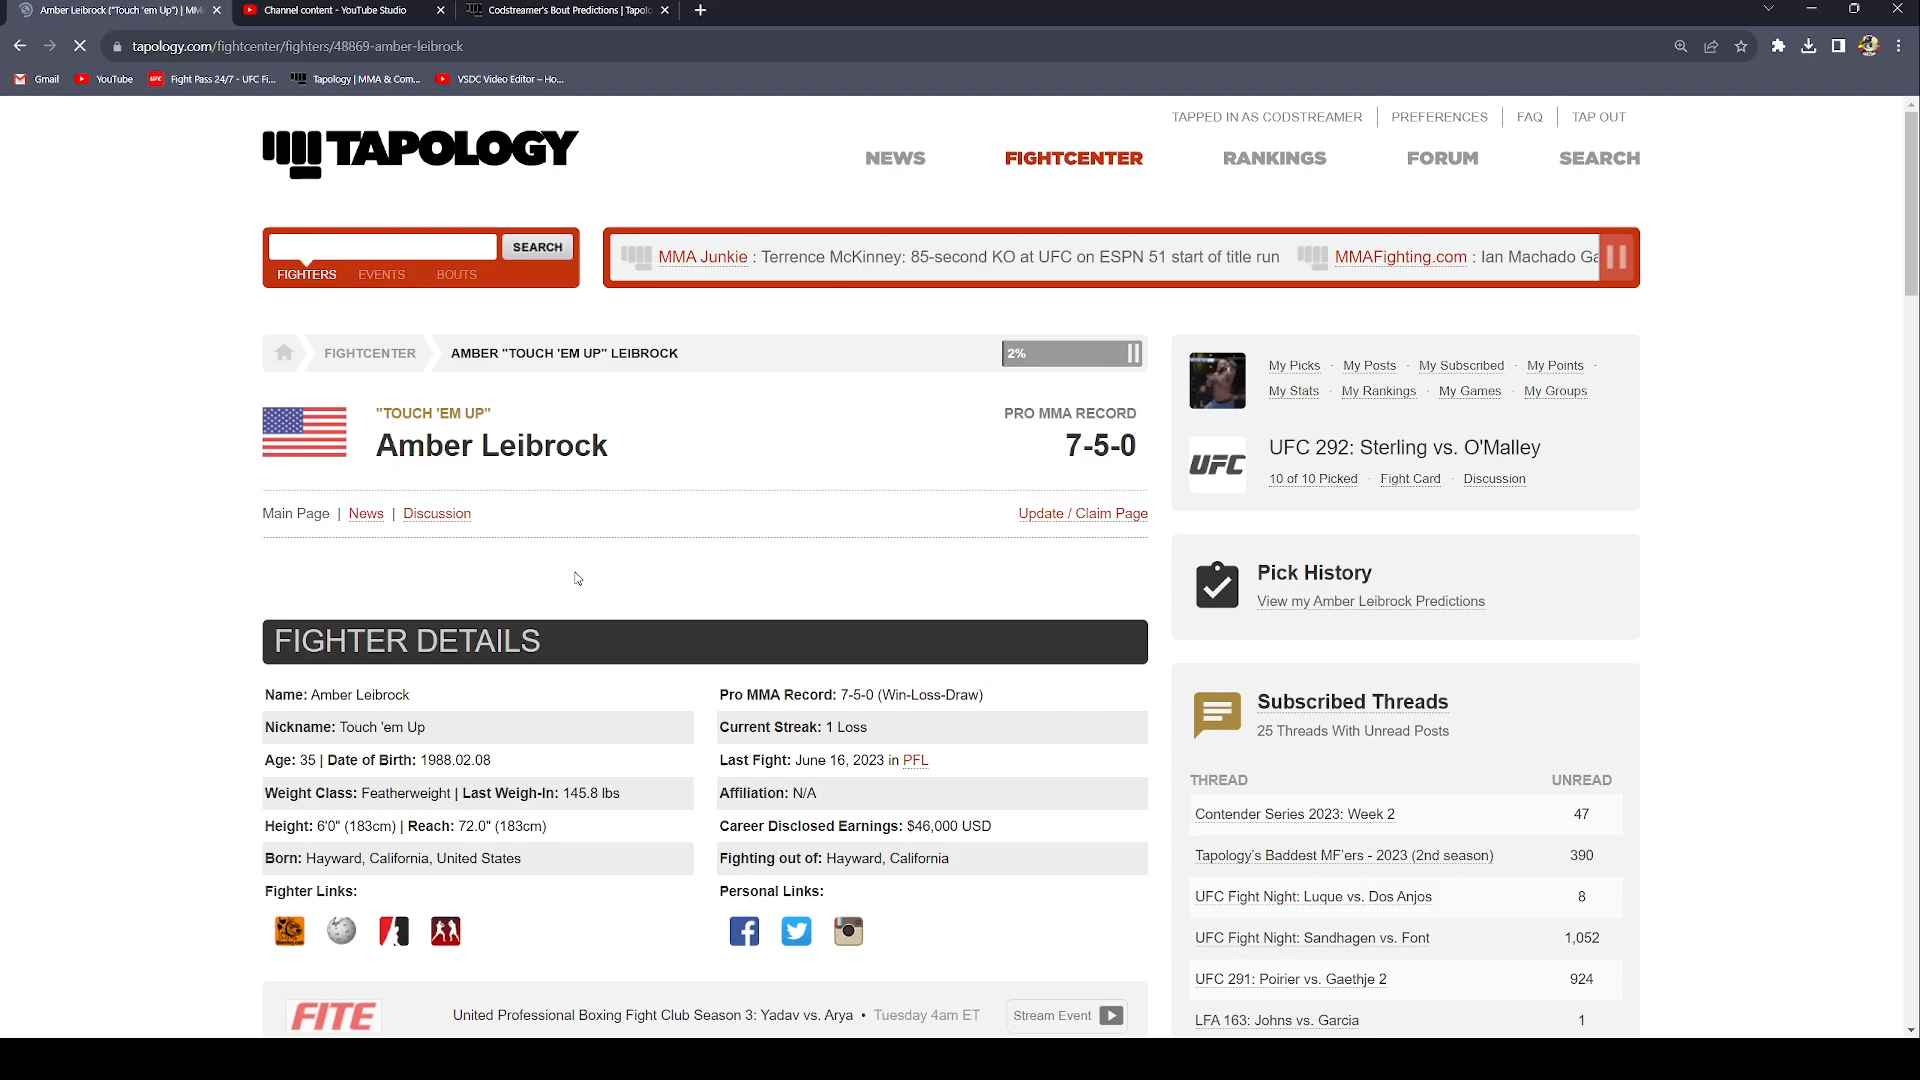 Amber Leibrock ("Touch 'em Up") | MM
Channel content - YouTube Studio
Codstreamer's Bout Predictions | Tapolo
tapology.com/fightcenter/fighters/48869-amber-leibrock
Gmail
YouTube
Fight Pass 24/7 - UFC Fi...
Tapology | MMA & Com...
VSDC Video Editor – Ho...
TAPPED IN AS CODSTREAMER
PREFERENCES
FAQ
TAP OUT
TAPOLOGY
NEWS
FIGHTCENTER
RANKINGS
FORUM
SEARCH
SEARCH
FIGHTERS
EVENTS
BOUTS
MMA Junkie : Terrence McKinney: 85-second KO at UFC on ESPN 51 start of title run
MMAFighting.com : Ian Machado Ga
FIGHTCENTER
AMBER "TOUCH 'EM UP" LEIBROCK
2%
"TOUCH 'EM UP"
Amber Leibrock
PRO MMA RECORD
7-5-0
Main Page | News | Discussion
Update / Claim Page
FIGHTER DETAILS
Name: Amber Leibrock
Pro MMA Record: 7-5-0 (Win-Loss-Draw)
Nickname: Touch 'em Up
Current Streak: 1 Loss
Age: 35 | Date of Birth: 1988.02.08
Last Fight: June 16, 2023 in PFL
Weight Class: Featherweight | Last Weigh-In: 145.8 lbs
Affiliation: N/A
Height: 6'0" (183cm) | Reach: 72.0" (183cm)
Career Disclosed Earnings: $46,000 USD
Born: Hayward, California, United States
Fighting out of: Hayward, California
Fighter Links:
Personal Links:
FITE
United Professional Boxing Fight Club Season 3: Yadav vs. Arya • Tuesday 4am ET
Stream Event
My Picks · My Posts · My Subscribed · My Points ·
My Stats · My Rankings · My Games · My Groups
UFC
UFC 292: Sterling vs. O'Malley
10 of 10 Picked · Fight Card · Discussion
Pick History
View my Amber Leibrock Predictions
Subscribed Threads
25 Threads With Unread Posts
THREAD
UNREAD
Contender Series 2023: Week 2
47
Tapology's Baddest MF'ers - 2023 (2nd season)
390
UFC Fight Night: Luque vs. Dos Anjos
8
UFC Fight Night: Sandhagen vs. Font
1,052
UFC 291: Poirier vs. Gaethje 2
924
LFA 163: Johns vs. Garcia
1